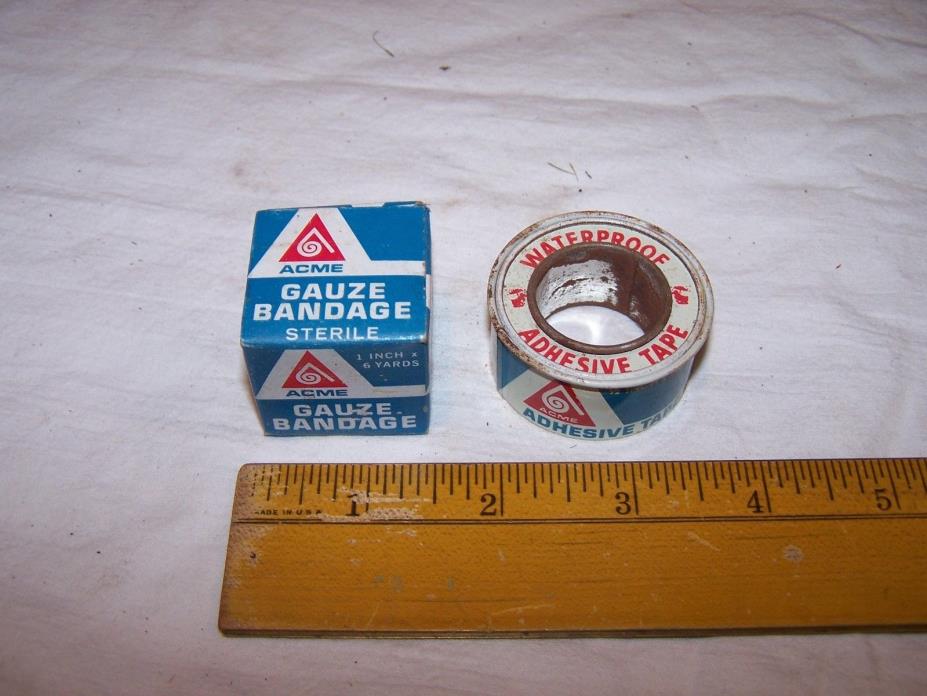 ACME
GAUZE
BANDAGE
STERILE
ACME
1 INCH x
6 YARDS
GAUZE
BANDAGE
WATERPROOF
ADHESIVE TAPE
ACME
ADHESIVE TA
MADE IN U S A
1 2 3 4 5